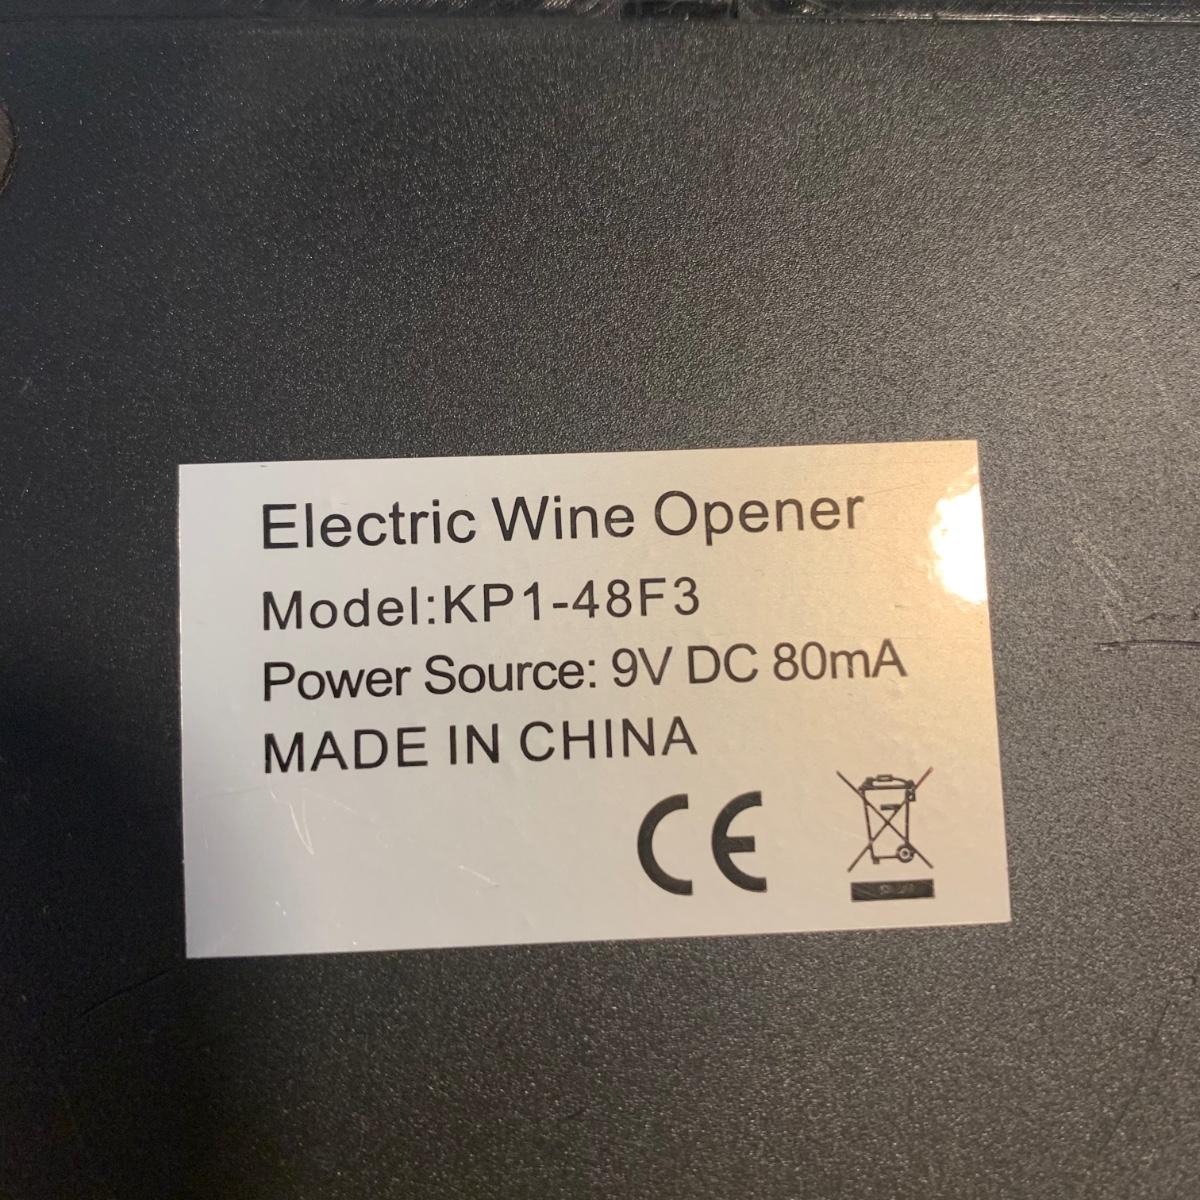 Electric Wine Opener
Model:KP1-48F3
Power Source: 9V DC 80mA
MADE IN CHINA
CE